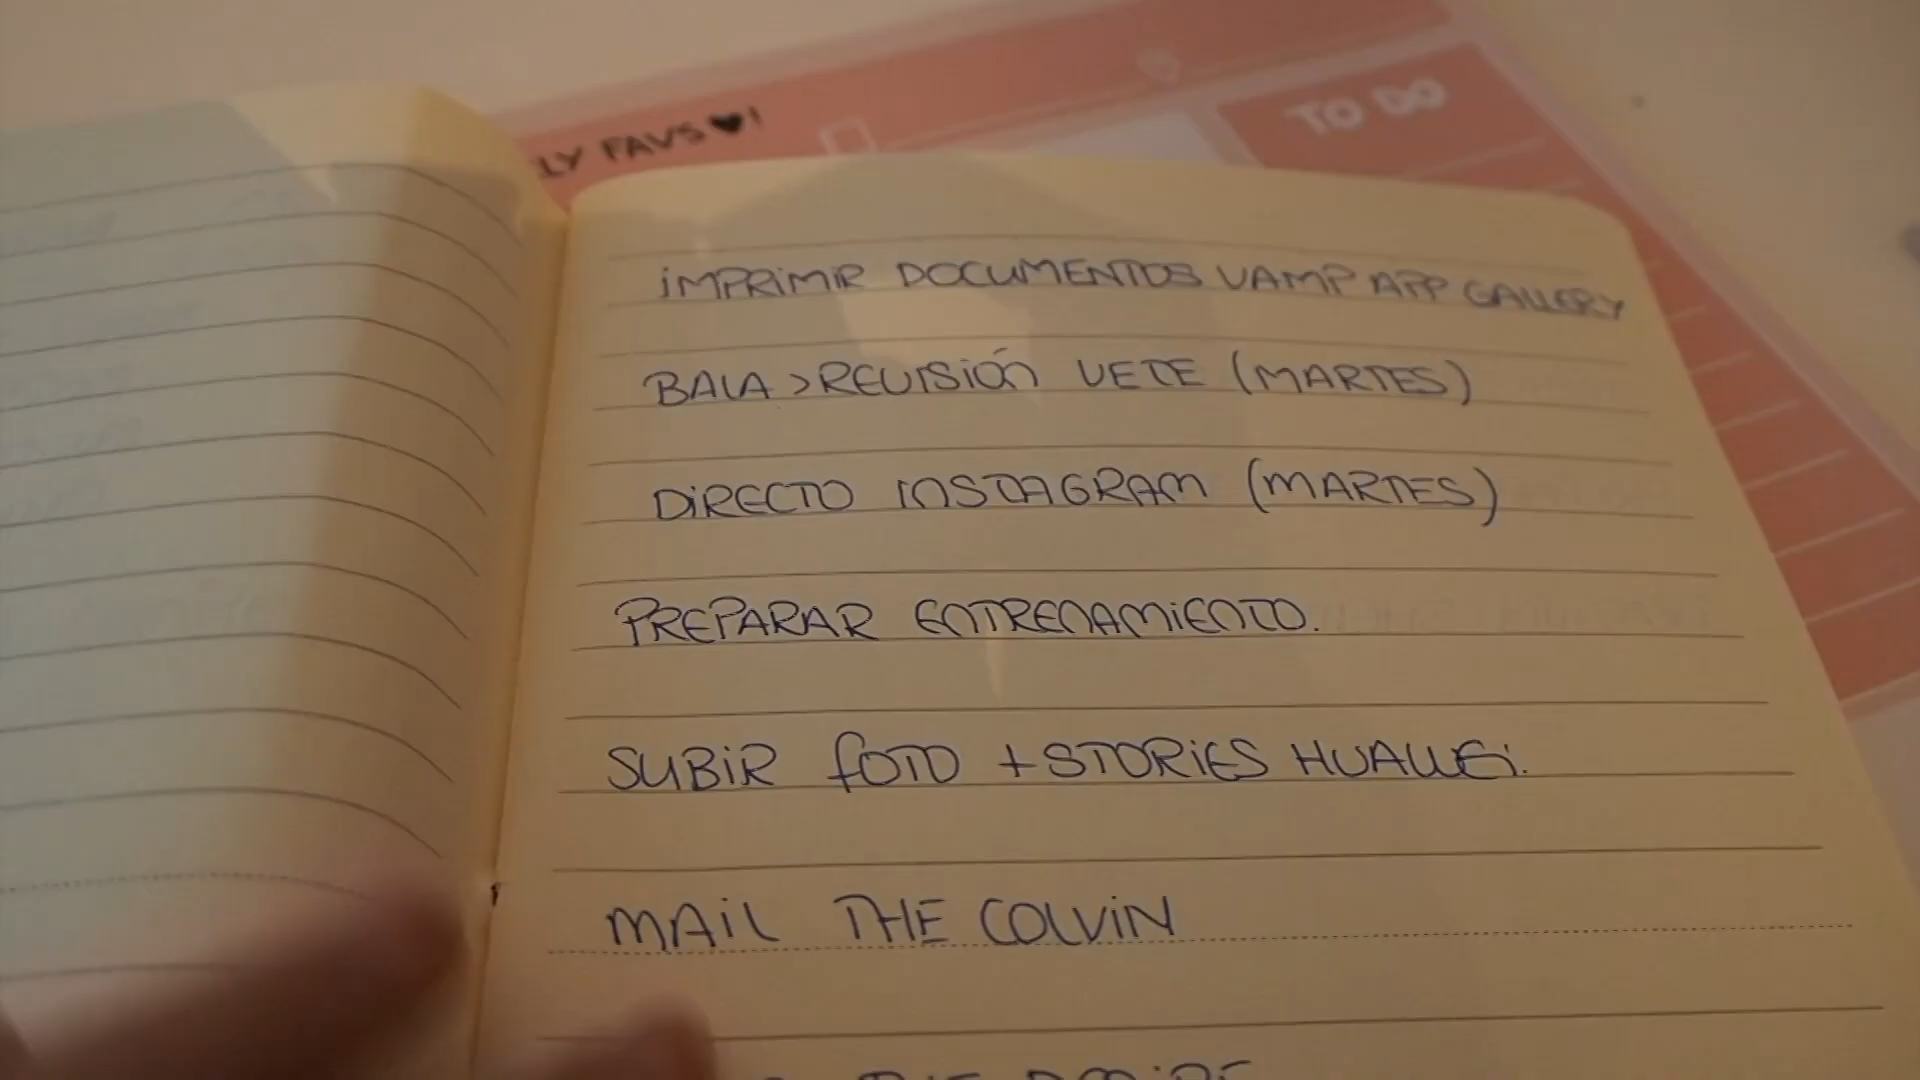 LY FAVS ♥!
TO DO
IMPRIMIR DOCUMENTOS VAMP APP GALLERY
BALA > REVISIÓN VETE (MARTES)
DIRECTO INSTAGRAM (MARTES)
PREPARAR ENTRENAMIENTO.
SUBIR FOTO + STORIES HUAWEI.
MAIL THE COLVIN